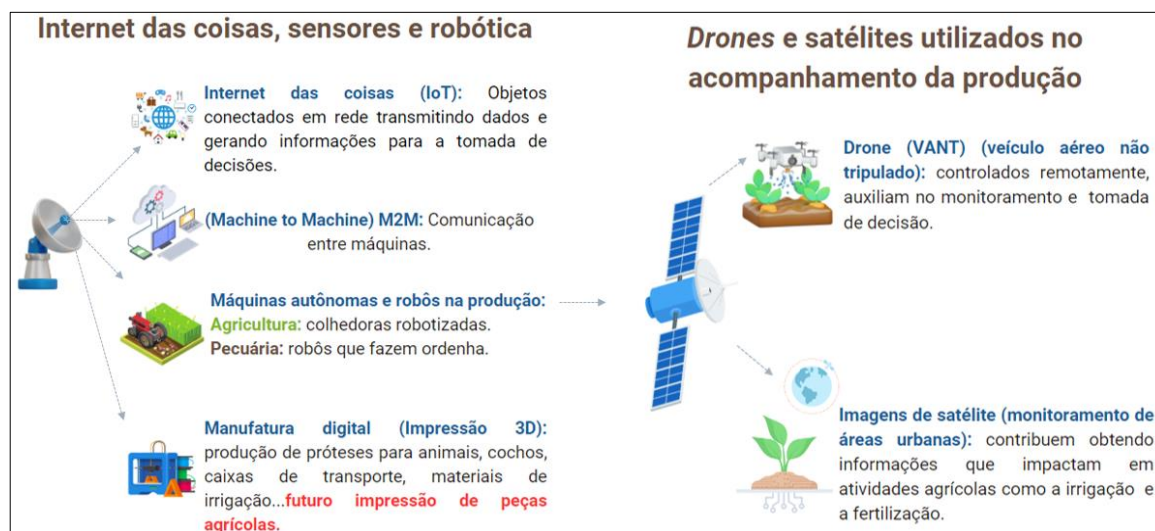 Internet das coisas, sensores e robótica
Internet das coisas (IoT): Objetos
conectados em rede transmitindo dados e
gerando informações para a tomada de
decisões.
(Machine to Machine) M2M: Comunicação
entre máquinas.
Máquinas autônomas e robôs na produção:
Agricultura: colhedoras robotizadas.
Pecuária: robôs que fazem ordenha.
Manufatura digital (Impressão 3D):
produção de próteses para animais, cochos,
caixas de transporte, materiais de
irrigação...futuro impressão de peças
agrícolas.
Drones e satélites utilizados no
acompanhamento da produção
Drone (VANT) (veículo aéreo não
tripulado): controlados remotamente,
auxiliam no monitoramento e tomada
de decisão.
Imagens de satélite (monitoramento de
áreas urbanas): contribuem obtendo
informações que impactam em
atividades agrícolas como a irrigação e
a fertilização.